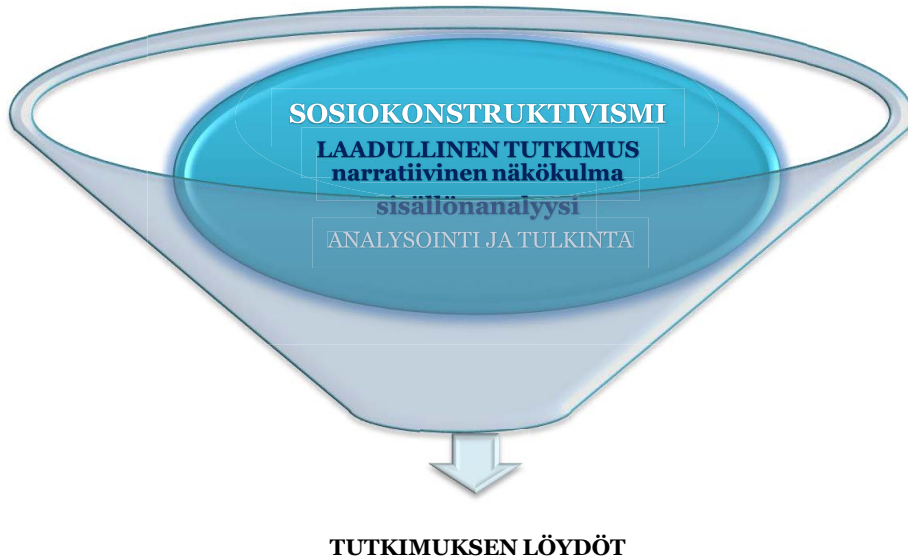 SOSIOKONSTRUKTIVISMI
LAADULLINEN TUTKIMUS
narratiivinen näkökulma
sisällönanalyysi
ANALYSOINTI JA TULKINTA
TUTKIMUKSEN LÖYDÖT